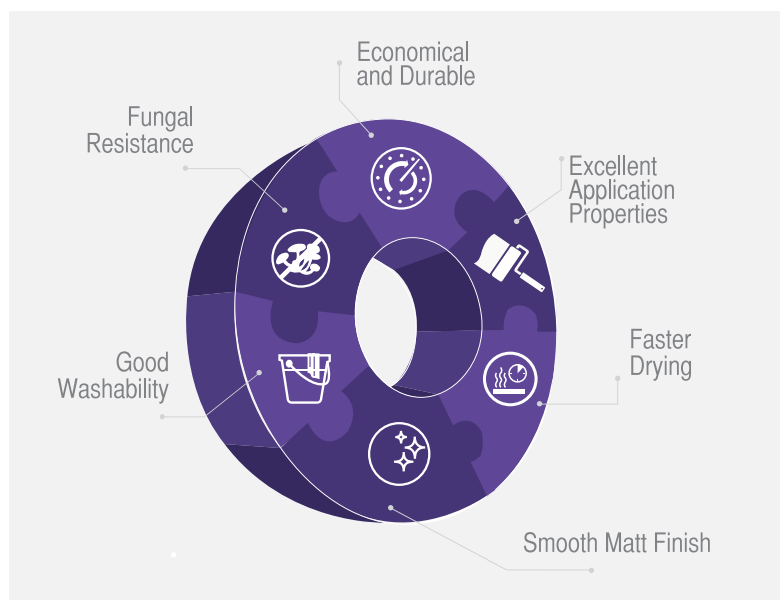 Economical
and Durable
Fungal
Resistance
Excellent
Application
Properties
Faster
Drying
Good
Washability
Smooth Matt Finish